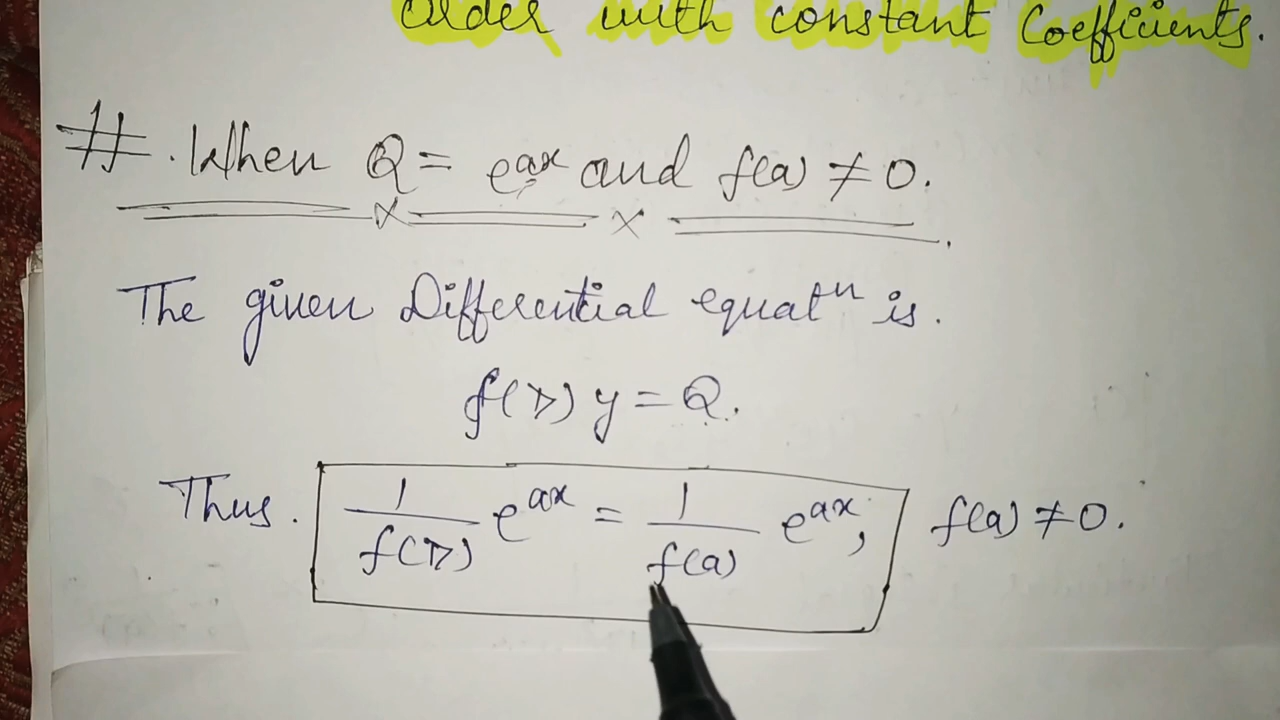 Order with constant Coefficients.
#. When Q = e^ax and f(a) ≠ 0.
The given Differential equatⁿ is.
f(D) y = Q.
Thus. 1/f(D) e^ax = 1/f(a) e^ax, f(a) ≠ 0.